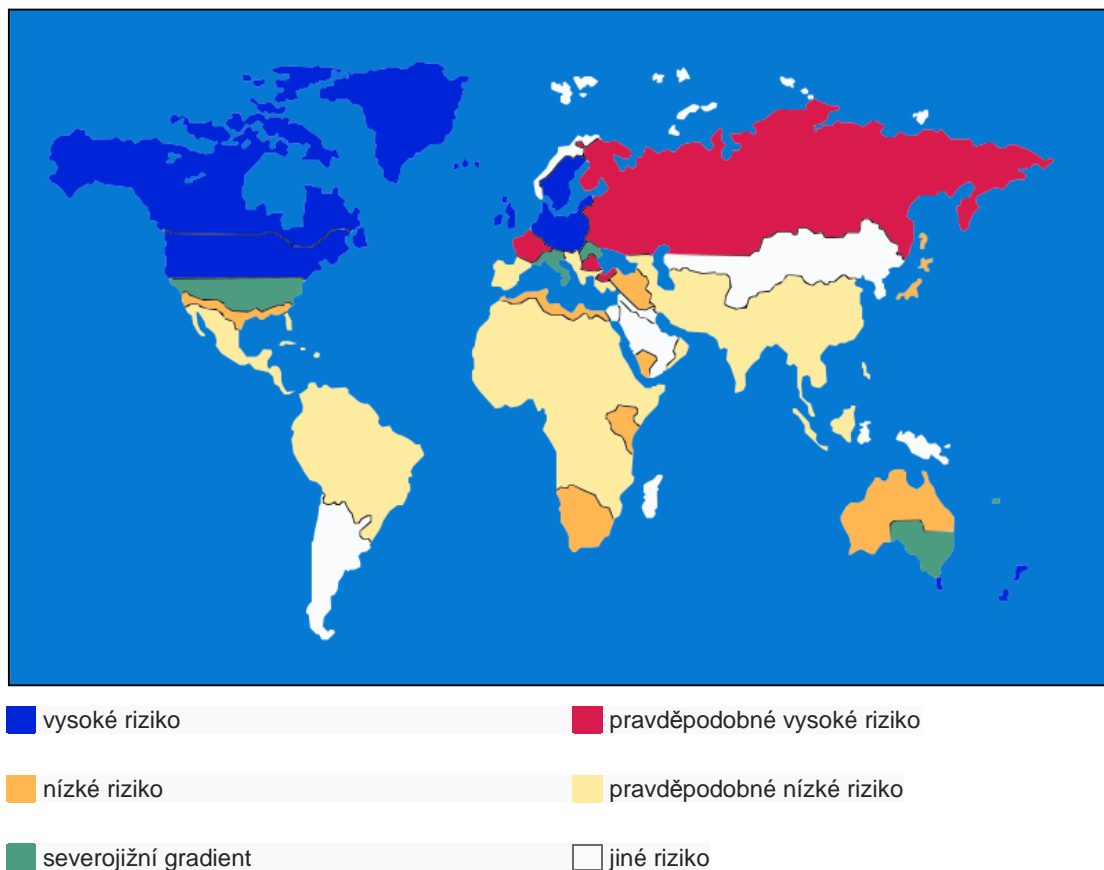 vysoké riziko
pravděpodobné vysoké riziko
nízké riziko
pravděpodobné nízké riziko
severojižní gradient
jiné riziko